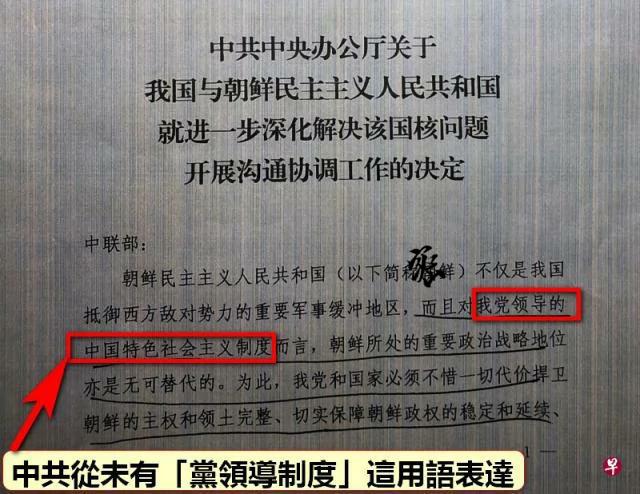 中共中央办公厅关于
我国与朝鲜民主主义人民共和国
就进一步深化解决该国核问题
开展沟通协调工作的决定
中联部：
朝鲜民主主义人民共和国（以下简称鲜）不仅是我国
抵御西方敌对势力的重要军事缓冲地区，而且对我党领导的
中国特色社会主义制度而言，朝鲜所处的重要政治战略地位
亦是无可替代的。为此，我党和国家必须不惜一切代价捍卫
朝鲜的主权和领土完整、切实保障朝鲜政权的稳定和延续、
1 —
中共從未有「黨領導制度」這用語表達
早